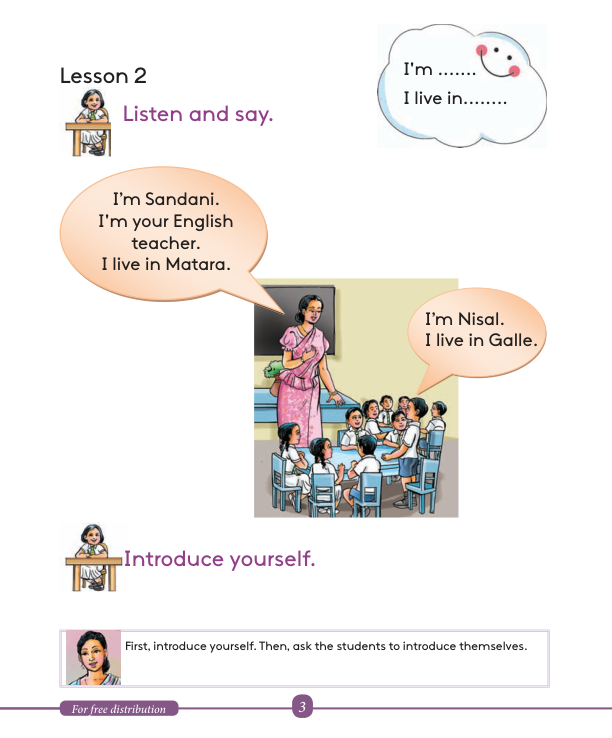 Lesson 2
I'm .......
I live in........
Listen and say.
I'm Sandani.
I'm your English
teacher.
I live in Matara.
I'm Nisal.
I live in Galle.
Introduce yourself.
First, introduce yourself. Then, ask the students to introduce themselves.
For free distribution
3